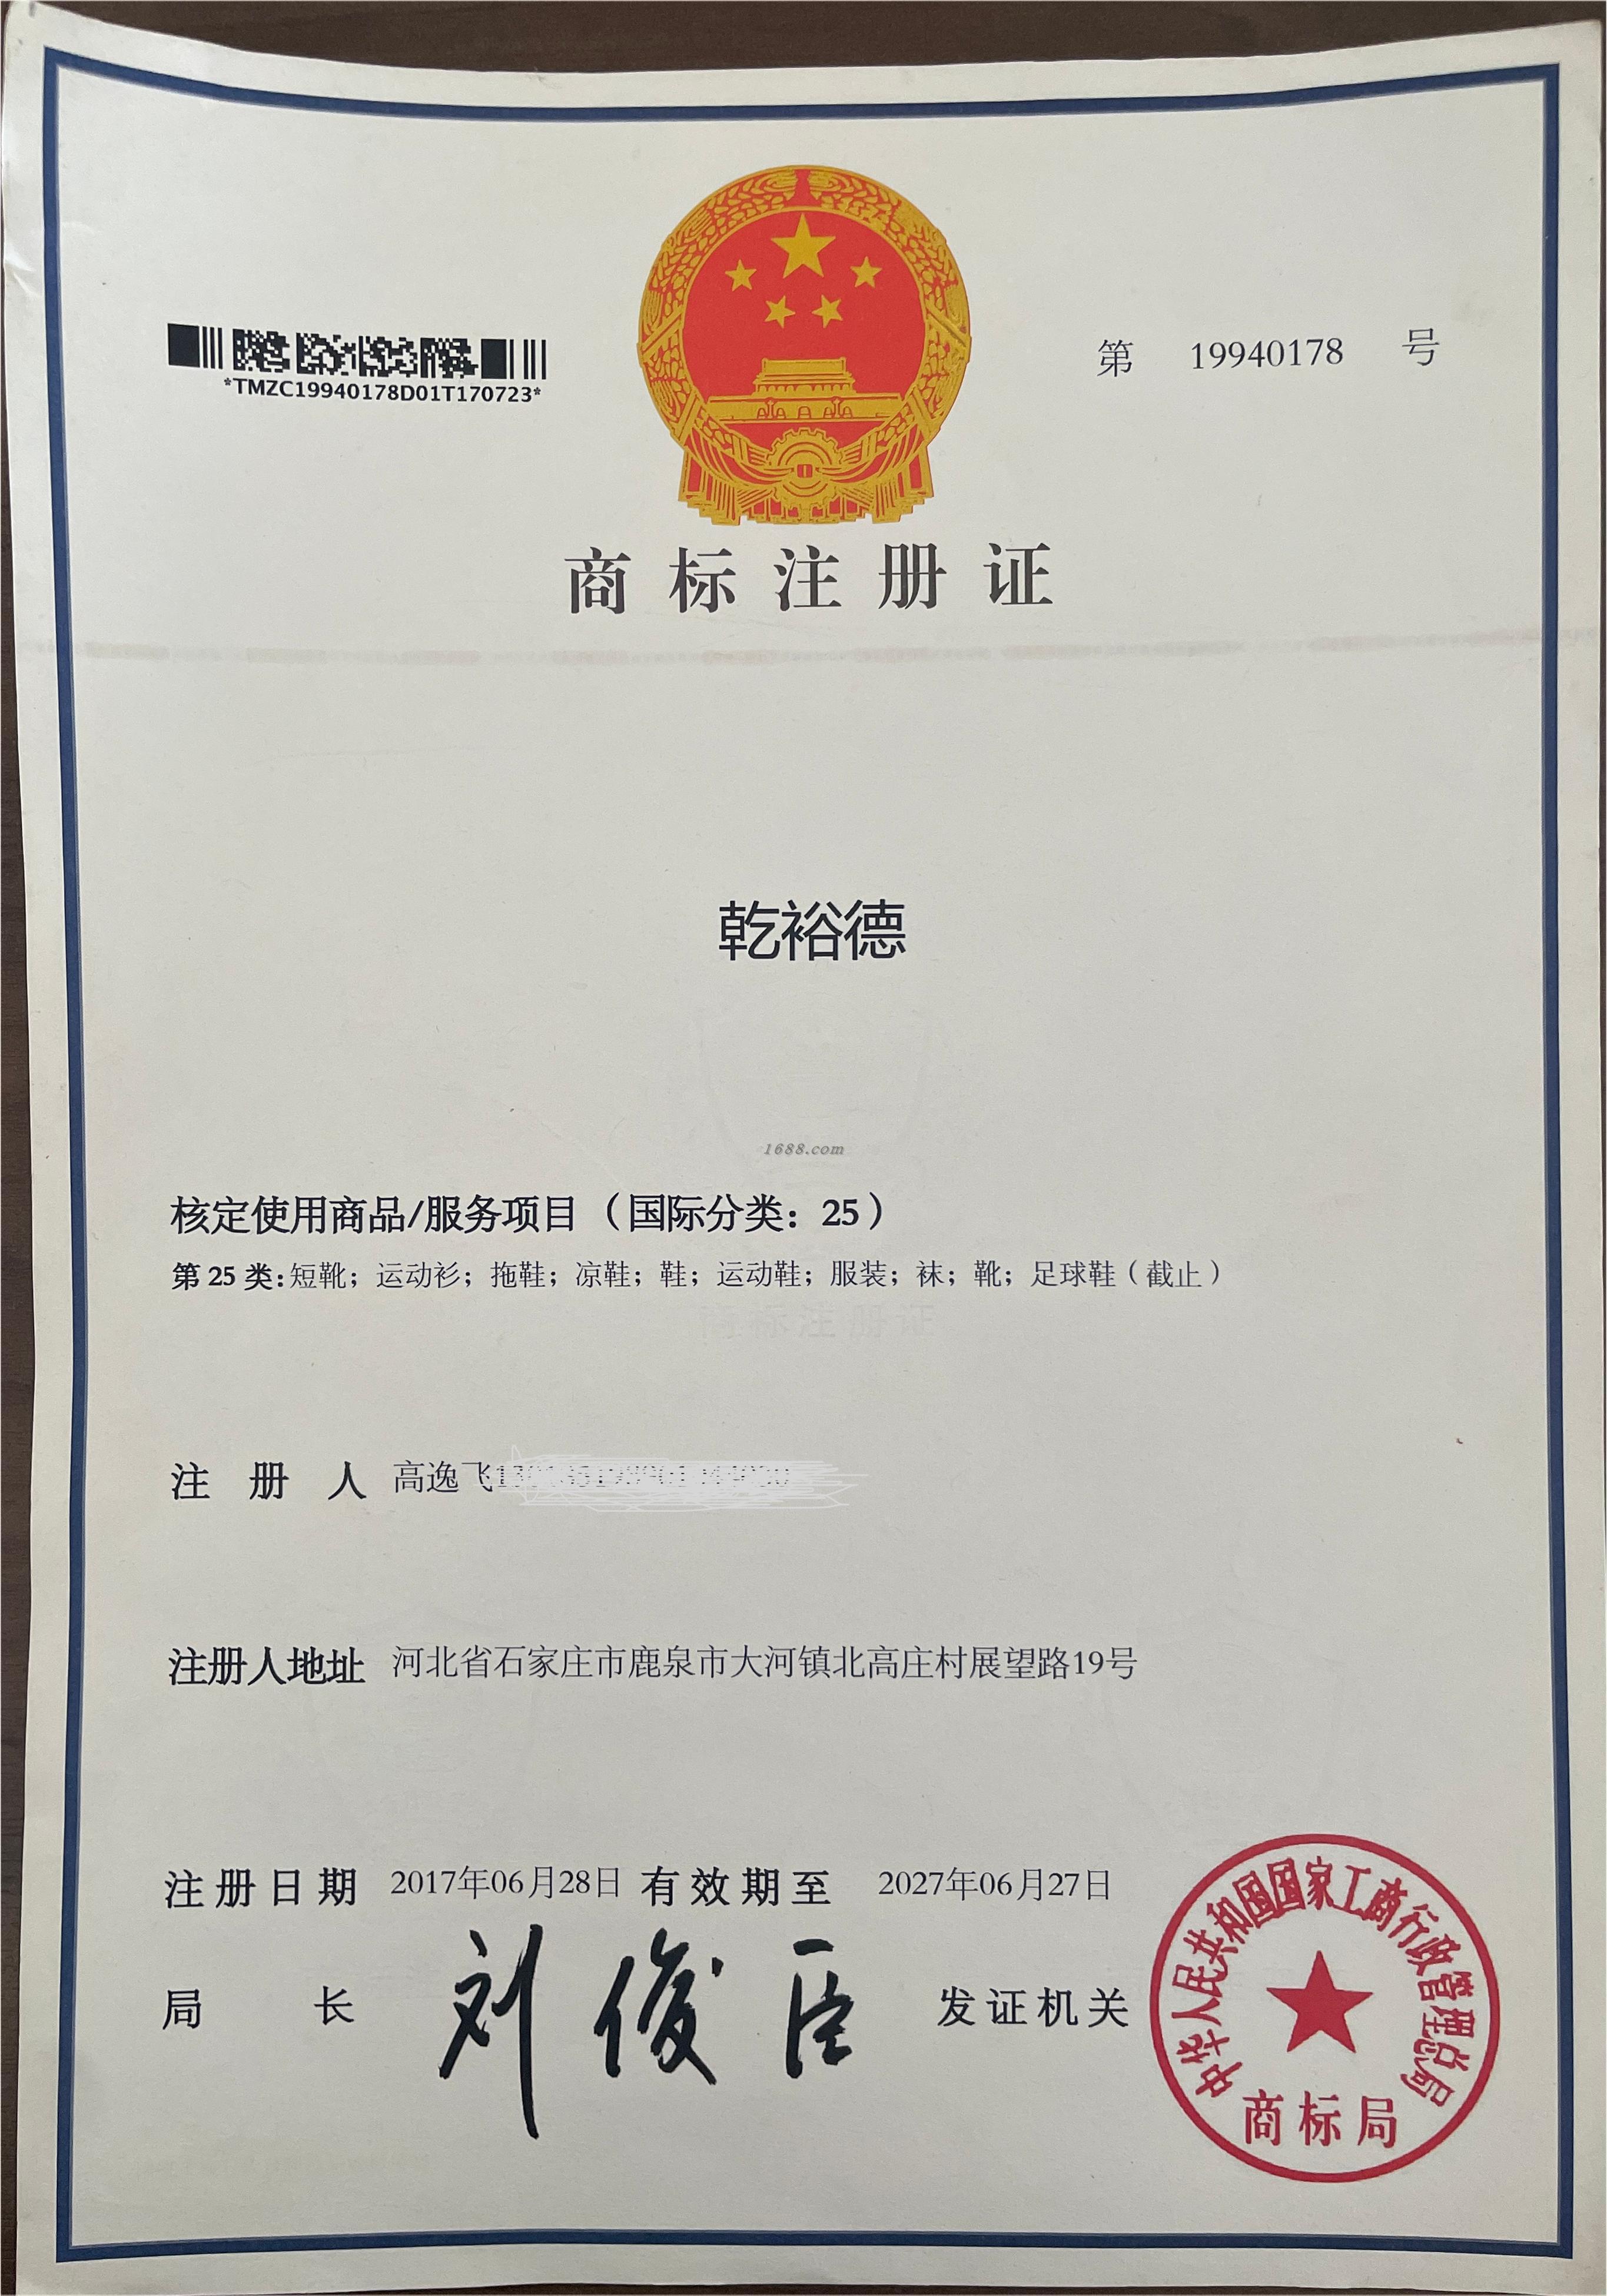 *TMZC19940178D01T170723*
第 19940178 号
商标注册证
乾裕德
1688.com
核定使用商品/服务项目（国际分类：25）
第 25 类：短靴；运动衫；拖鞋；凉鞋；鞋；运动鞋；服装；袜；靴；足球鞋（截止）
商标注册证
注册人 高逸飞
注册人地址 河北省石家庄市鹿泉市大河镇北高庄村展望路19号
注册日期 2017年06月28日 有效期至 2027年06月27日
局长 刘俊臣 发证机关
中华人民共和国国家工商行政管理总局
商标局